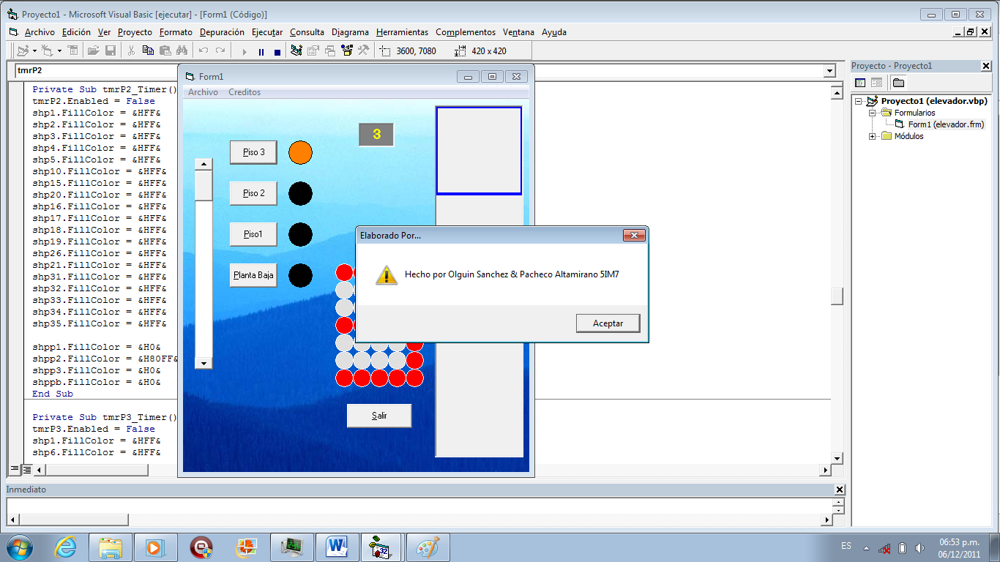 Proyecto1 - Microsoft Visual Basic [ejecutar] - [Form1 (Código)]
Archivo Edición Ver Proyecto Formato Depuración Ejecutar Consulta Diagrama Herramientas Complementos Ventana Ayuda
3600, 7080 420 x 420
tmrP2
Private Sub tmrP2_Timer()
tmrP2.Enabled = False
shp1.FillColor = &HFF&
shp2.FillColor = &HFF&
shp3.FillColor = &HFF&
shp4.FillColor = &HFF&
shp5.FillColor = &HFF&
shp10.FillColor = &HFF&
shp15.FillColor = &HFF&
shp20.FillColor = &HFF&
shp16.FillColor = &HFF&
shp17.FillColor = &HFF&
shp18.FillColor = &HFF&
shp19.FillColor = &HFF&
shp26.FillColor = &HFF&
shp21.FillColor = &HFF&
shp31.FillColor = &HFF&
shp32.FillColor = &HFF&
shp33.FillColor = &HFF&
shp34.FillColor = &HFF&
shp35.FillColor = &HFF&
shpp1.FillColor = &H0&
shpp2.FillColor = &H80FF&
shpp3.FillColor = &H0&
shppb.FillColor = &H0&
End Sub
Private Sub tmrP3_Timer()
tmrP3.Enabled = False
shp1.FillColor = &HFF&
shp6.FillColor = &HFF&
Form1
Archivo Creditos
3
Piso 3
Piso 2
Piso1
Planta Baja
Salir
Elaborado Por...
Hecho por Olguin Sanchez & Pacheco Altamirano 5IM7
Aceptar
Proyecto - Proyecto1
Proyecto1 (elevador.vbp)
Formularios
Form1 (elevador.frm)
Módulos
Inmediato
W
32
ES
06:53 p.m.
06/12/2011